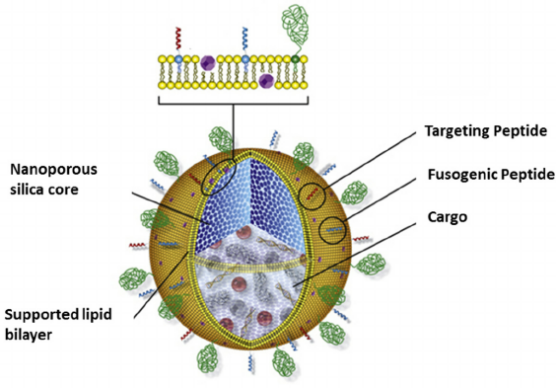 Targeting Peptide
Nanoporous
silica core
Fusogenic Peptide
Cargo
Supported lipid
bilayer